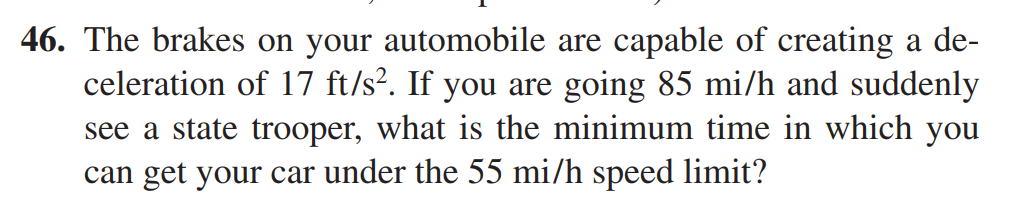 46. The brakes on your automobile are capable of creating a de-
celeration of 17 ft/s². If you are going 85 mi/h and suddenly
see a state trooper, what is the minimum time in which you
can get your car under the 55 mi/h speed limit?